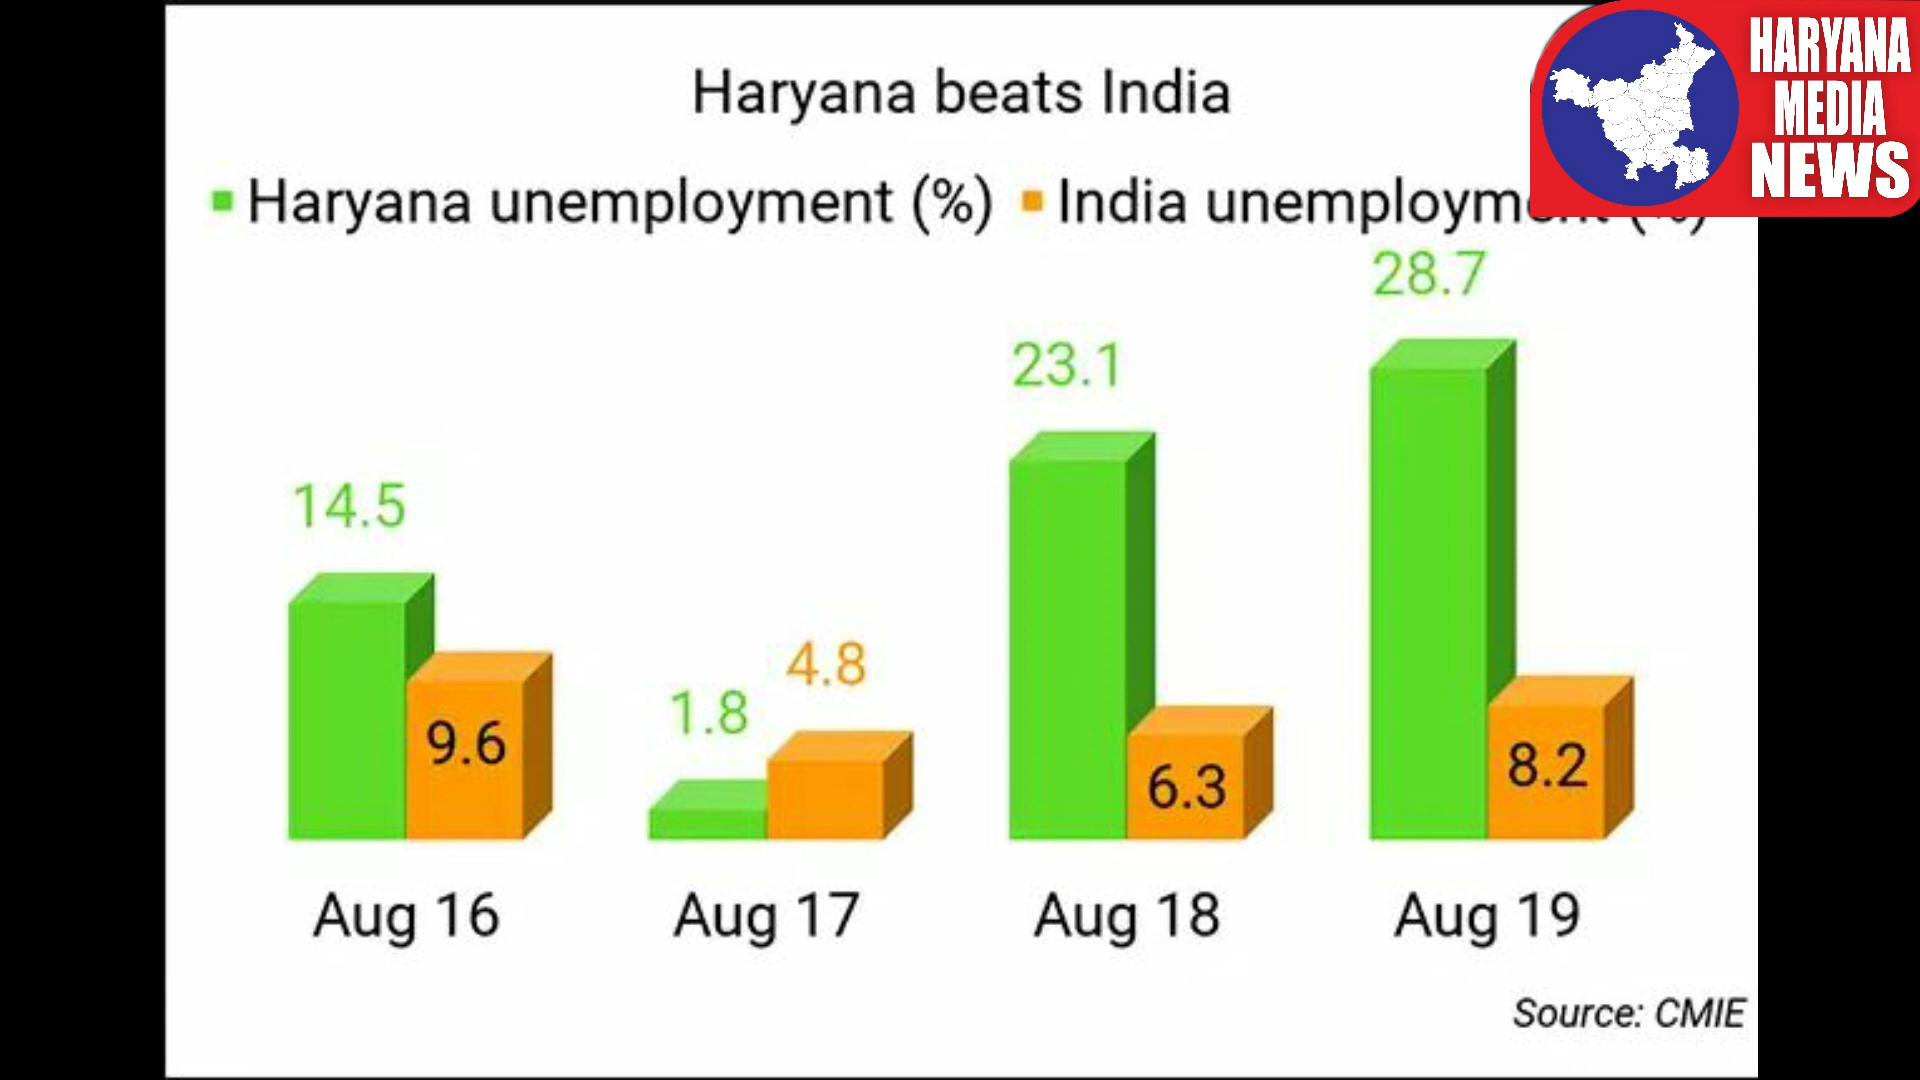 Haryana beats India
HARYANA
MEDIA
NEWS
Haryana unemployment (%) India unemployment (%)
28.7
23.1
14.5
4.8
1.8
9.6
6.3
8.2
Aug 16 Aug 17 Aug 18 Aug 19
Source: CMIE